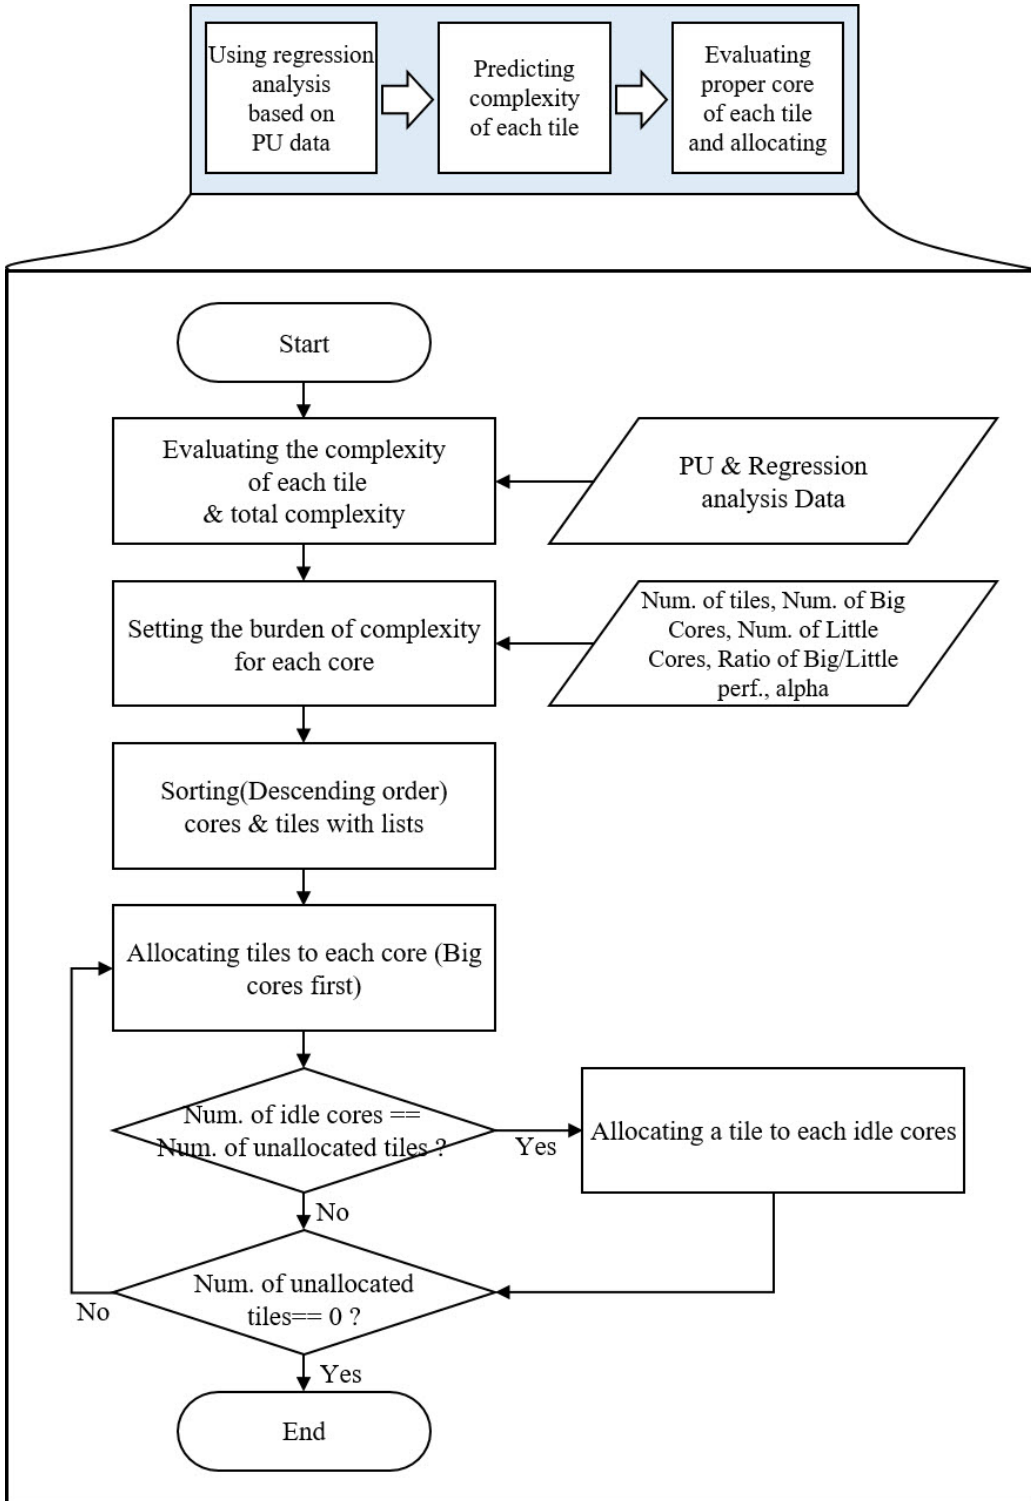 Using regression
analysis
based on
PU data
Predicting
complexity
of each tile
Evaluating
proper core
of each tile
and allocating
Start
Evaluating the complexity
of each tile
& total complexity
PU & Regression
analysis Data
Setting the burden of complexity
for each core
Num. of tiles, Num. of Big
Cores, Num. of Little
Cores, Ratio of Big/Little
perf., alpha
Sorting(Descending order)
cores & tiles with lists
Allocating tiles to each core (Big
cores first)
Num. of idle cores ==
Num. of unallocated tiles ?
Yes
Allocating a tile to each idle cores
No
Num. of unallocated
tiles== 0 ?
No
Yes
End